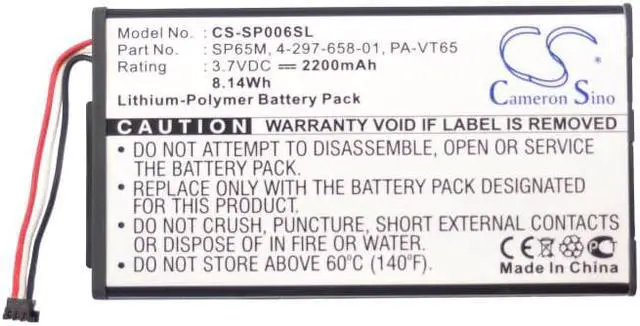 Model No. : CS-SP006SL
Part No. : SP65M, 4-297-658-01, PA-VT65
Rating : 3.7VDC ⎓ 2200mAh
8.14Wh
Lithium-Polymer Battery Pack
CS
Cameron Sino
CAUTION WARRANTY VOID IF LABEL IS REMOVED
• DO NOT ATTEMPT TO DISASSEMBLE, OPEN OR SERVICE
THE BATTERY PACK.
• REPLACE ONLY WITH THE BATTERY PACK DESIGNATED
FOR THIS PRODUCT.
• DO NOT CRUSH, PUNCTURE, SHORT EXTERNAL CONTACTS
OR DISPOSE OF IN FIRE OR WATER.
• DO NOT STORE ABOVE 60°C (140°F).
CE PCT
Made In China